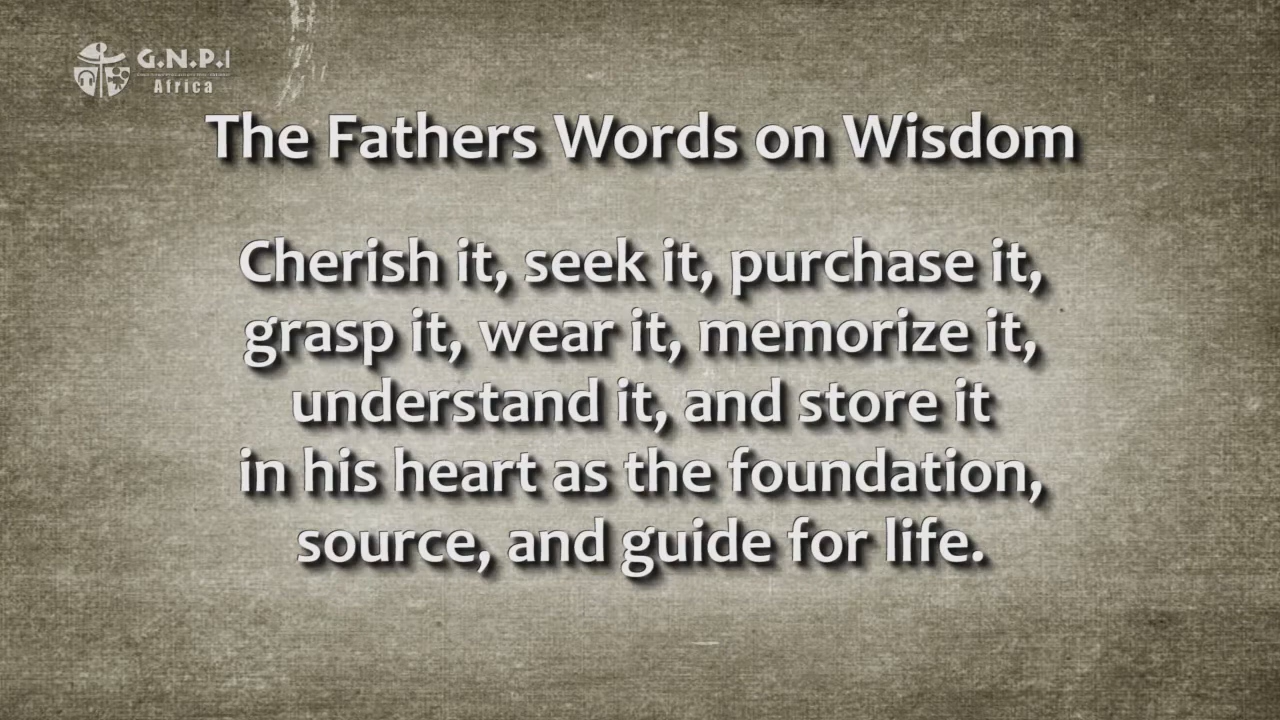 G.N.P.I
Africa
The Fathers Words on Wisdom
Cherish it, seek it, purchase it,
grasp it, wear it, memorize it,
understand it, and store it
in his heart as the foundation,
source, and guide for life.